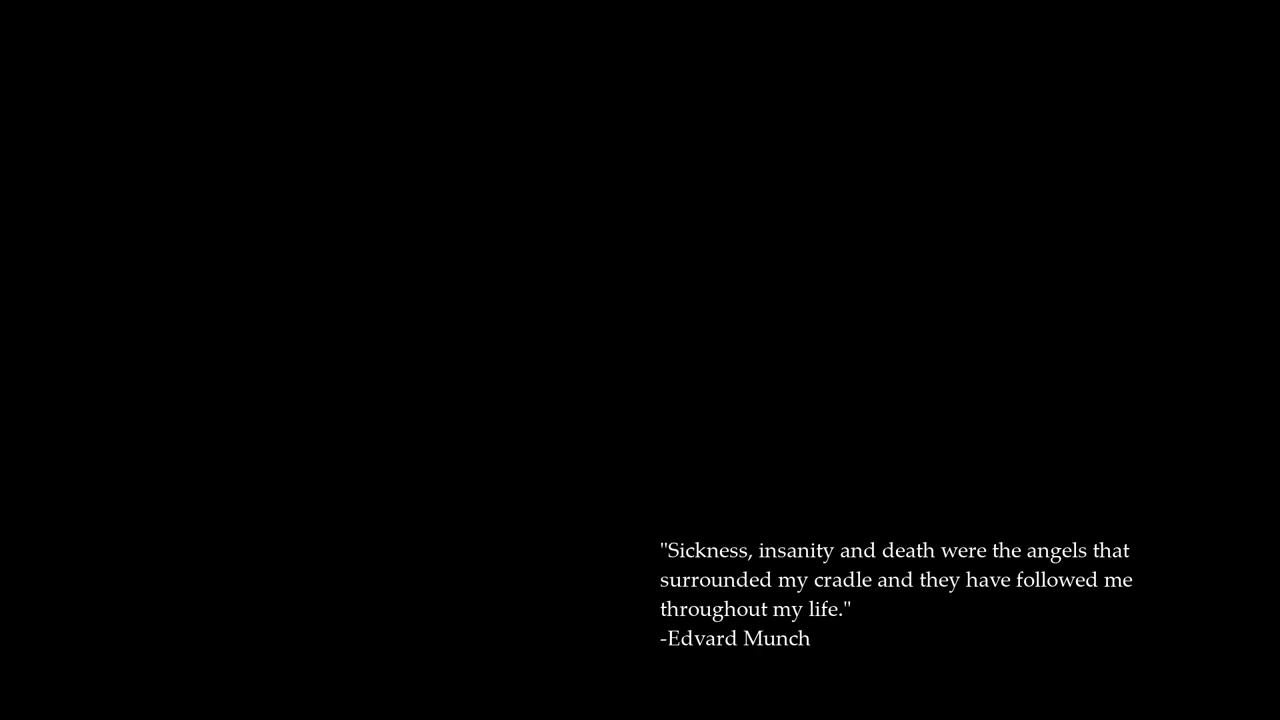 "Sickness, insanity and death were the angels that
surrounded my cradle and they have followed me
throughout my life."
-Edvard Munch